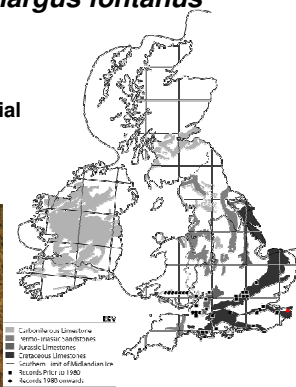 nargus fontanus
ial
Carboniferous Limestone
Permo-Triassic Sandstones
Jurassic Limestones
Cretaceous Limestones
Southern Limit of Midlandian Ice
Records Prior to 1980
Records 1980 onwards